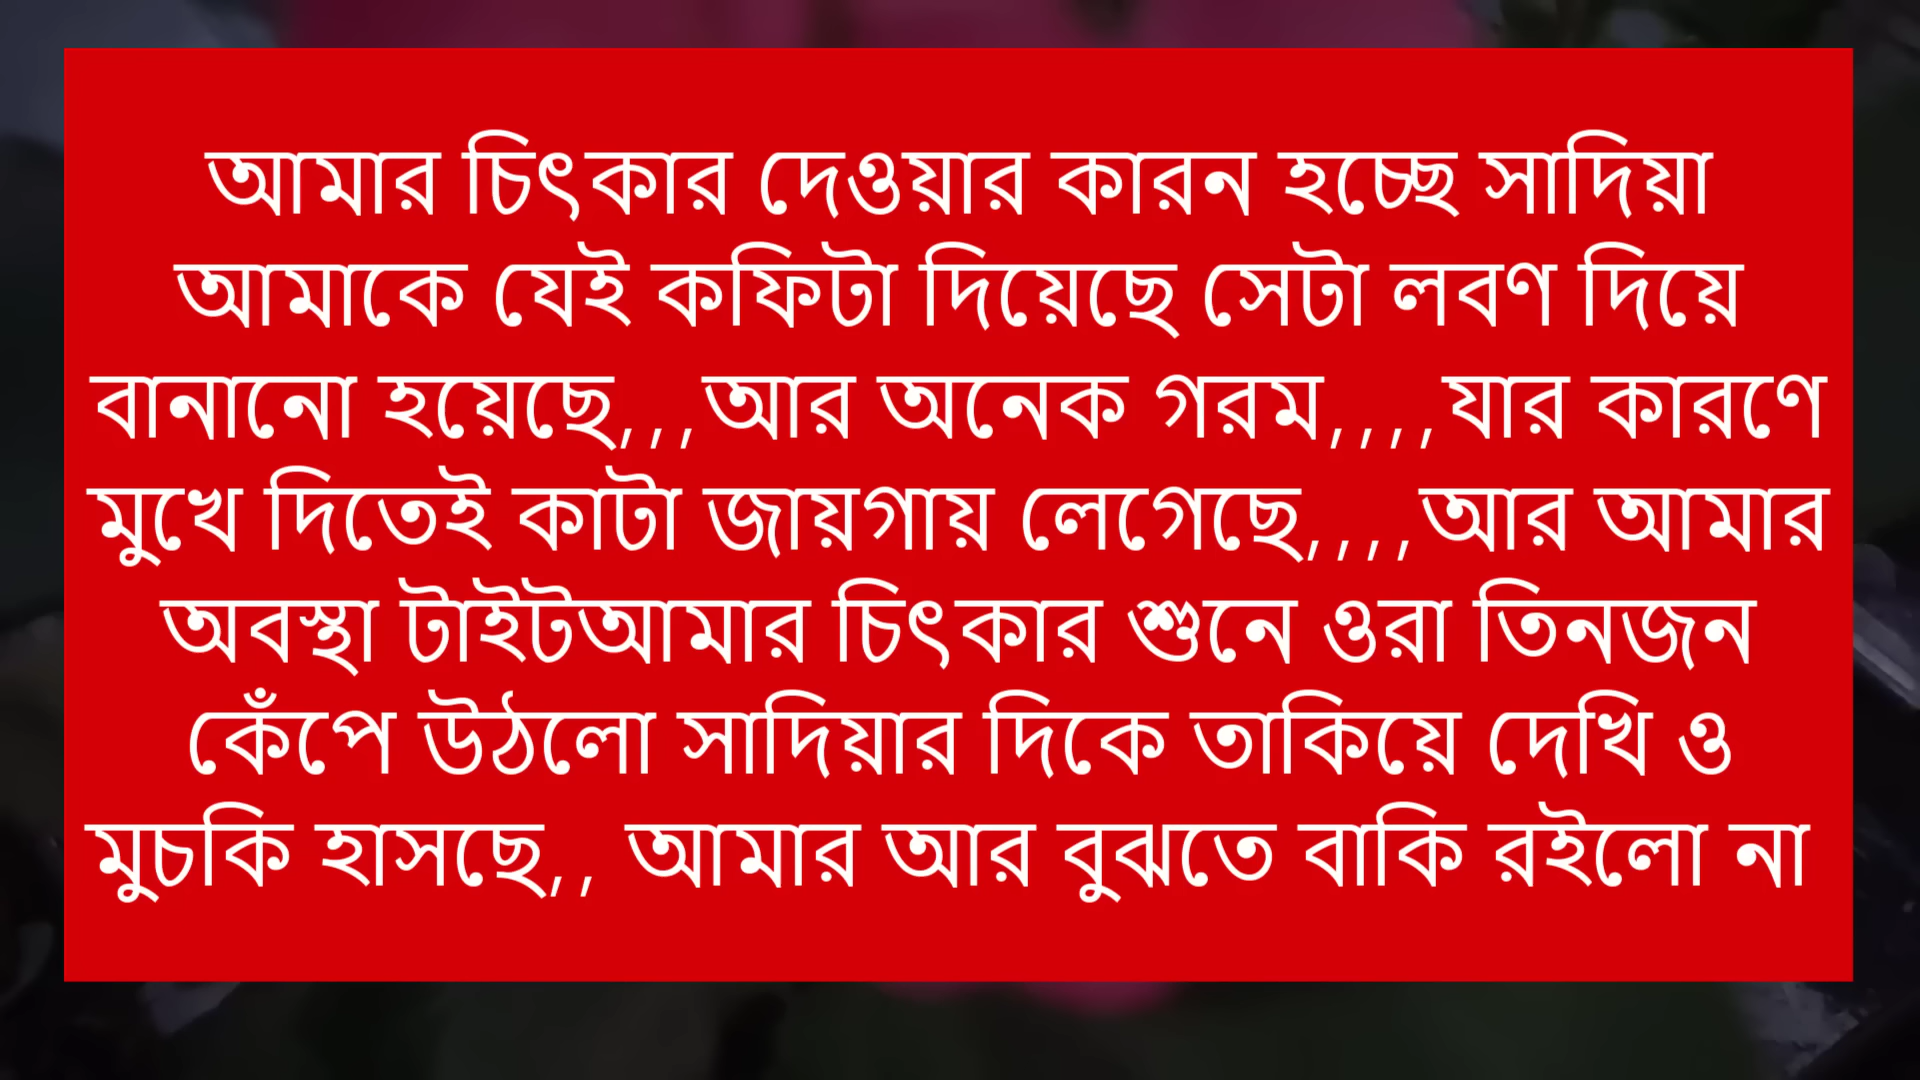 আমার চিৎকার দেওয়ার কারন হচ্ছে সাদিয়া
আমাকে যেই কফিটা দিয়েছে সেটা লবণ দিয়ে
বানানো হয়েছে,,,আর অনেক গরম,,,,যার কারণে
মুখে দিতেই কাটা জায়গায় লেগেছে,,,,আর আমার
অবস্থা টাইটআমার চিৎকার শুনে ওরা তিনজন
কেঁপে উঠলো সাদিয়ার দিকে তাকিয়ে দেখি ও
মুচকি হাসছে,, আমার আর বুঝতে বাকি রইলো না